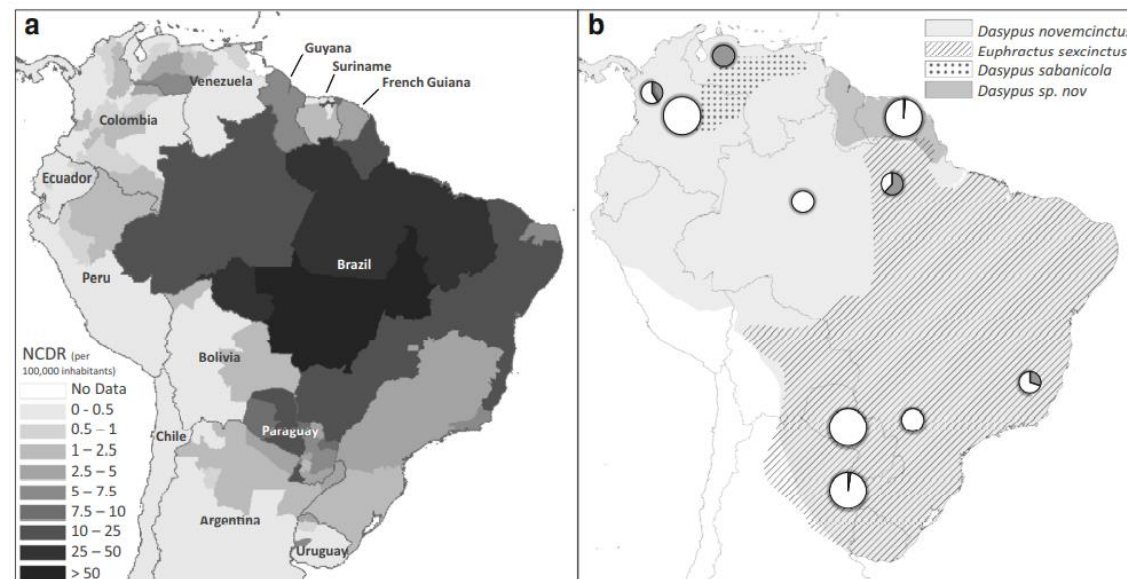 a
Guyana
Suriname
French Guiana
Venezuela
Colombia
Ecuador
Peru
Brazil
Bolivia
Paraguay
Chile
Argentina
Uruguay
NCDR (per
100,000 inhabitants)
No Data
0 - 0.5
0.5 – 1
1 - 2.5
2.5 – 5
5 – 7.5
7.5 – 10
10 – 25
25 – 50
> 50
b
Dasypus novemcinctus
Euphractus sexcinctus
Dasypus sabanicola
Dasypus sp. nov